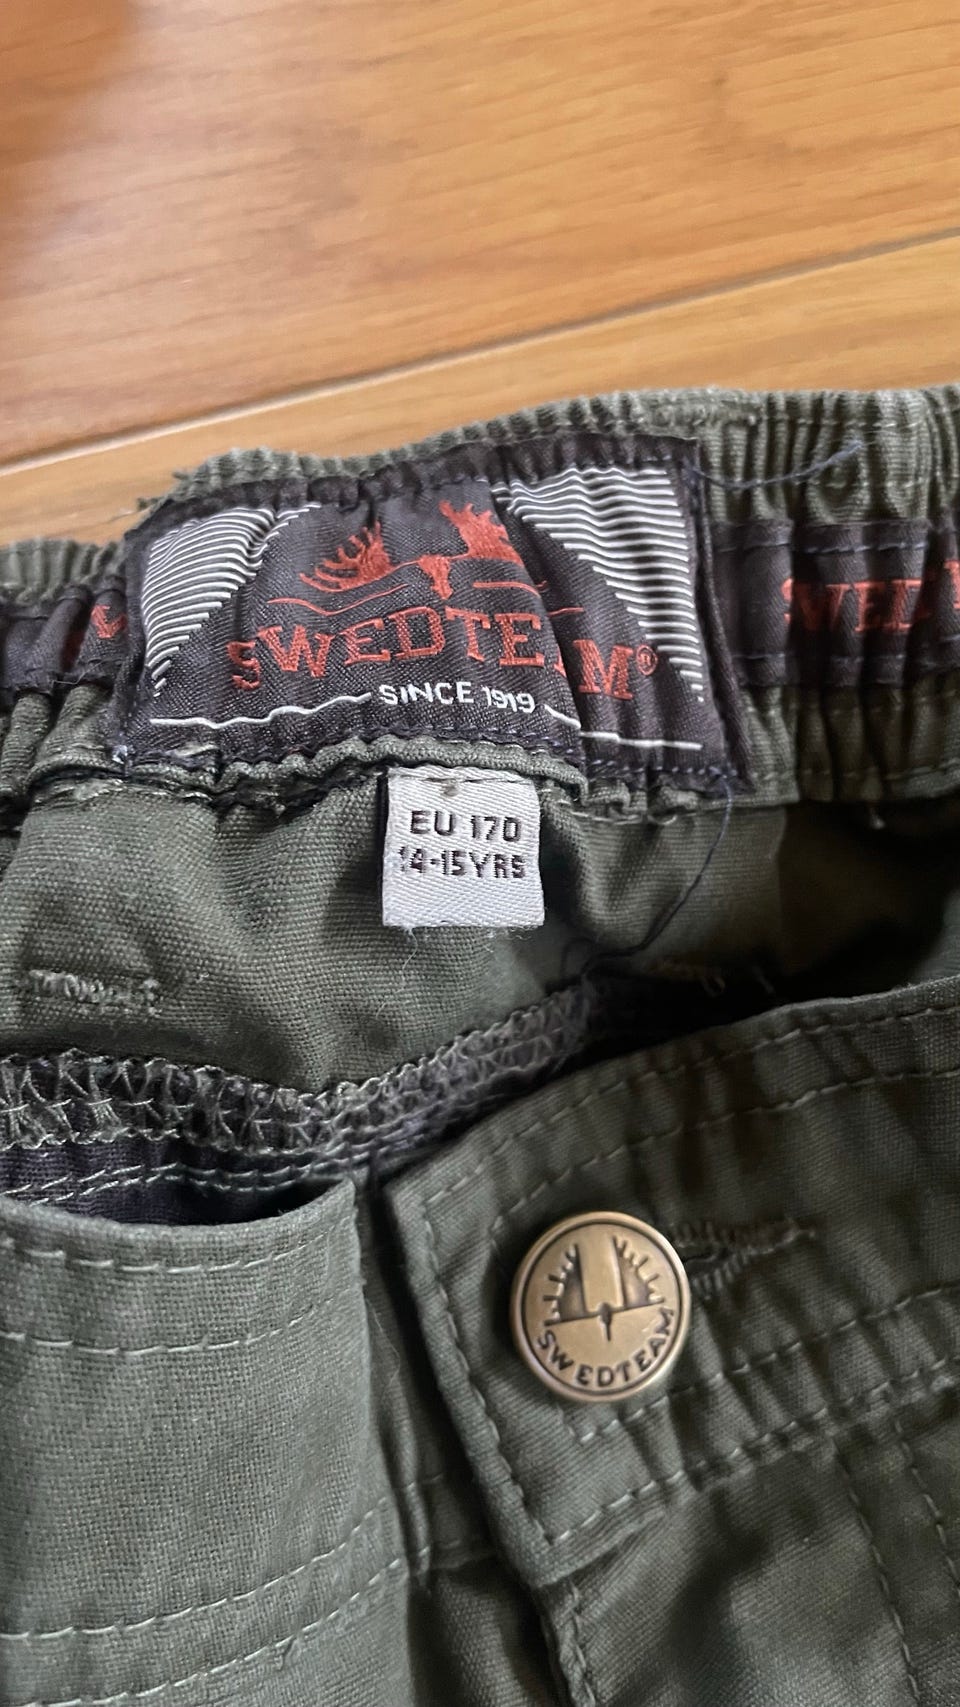 SWEDTEAM®
SINCE 1919
EU 170
14-15YRS
SWEDTEAM